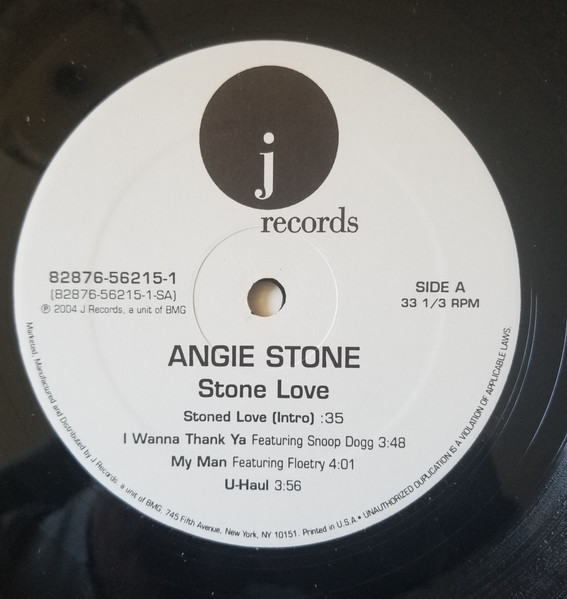 j
records
82876-56215-1
(82876-56215-1-SA)
℗ 2004 J Records, a unit of BMG
SIDE A
33 1/3 RPM
ANGIE STONE
Stone Love
Stoned Love (Intro) :35
I Wanna Thank Ya Featuring Snoop Dogg 3:48
My Man Featuring Floetry 4:01
U-Haul 3:56
Marketed, Manufactured and Distributed by J Records, a unit of BMG, 745 Fifth Avenue, New York, NY 10151. Printed in U.S.A • UNAUTHORIZED DUPLICATION IS A VIOLATION OF APPLICABLE LAWS.